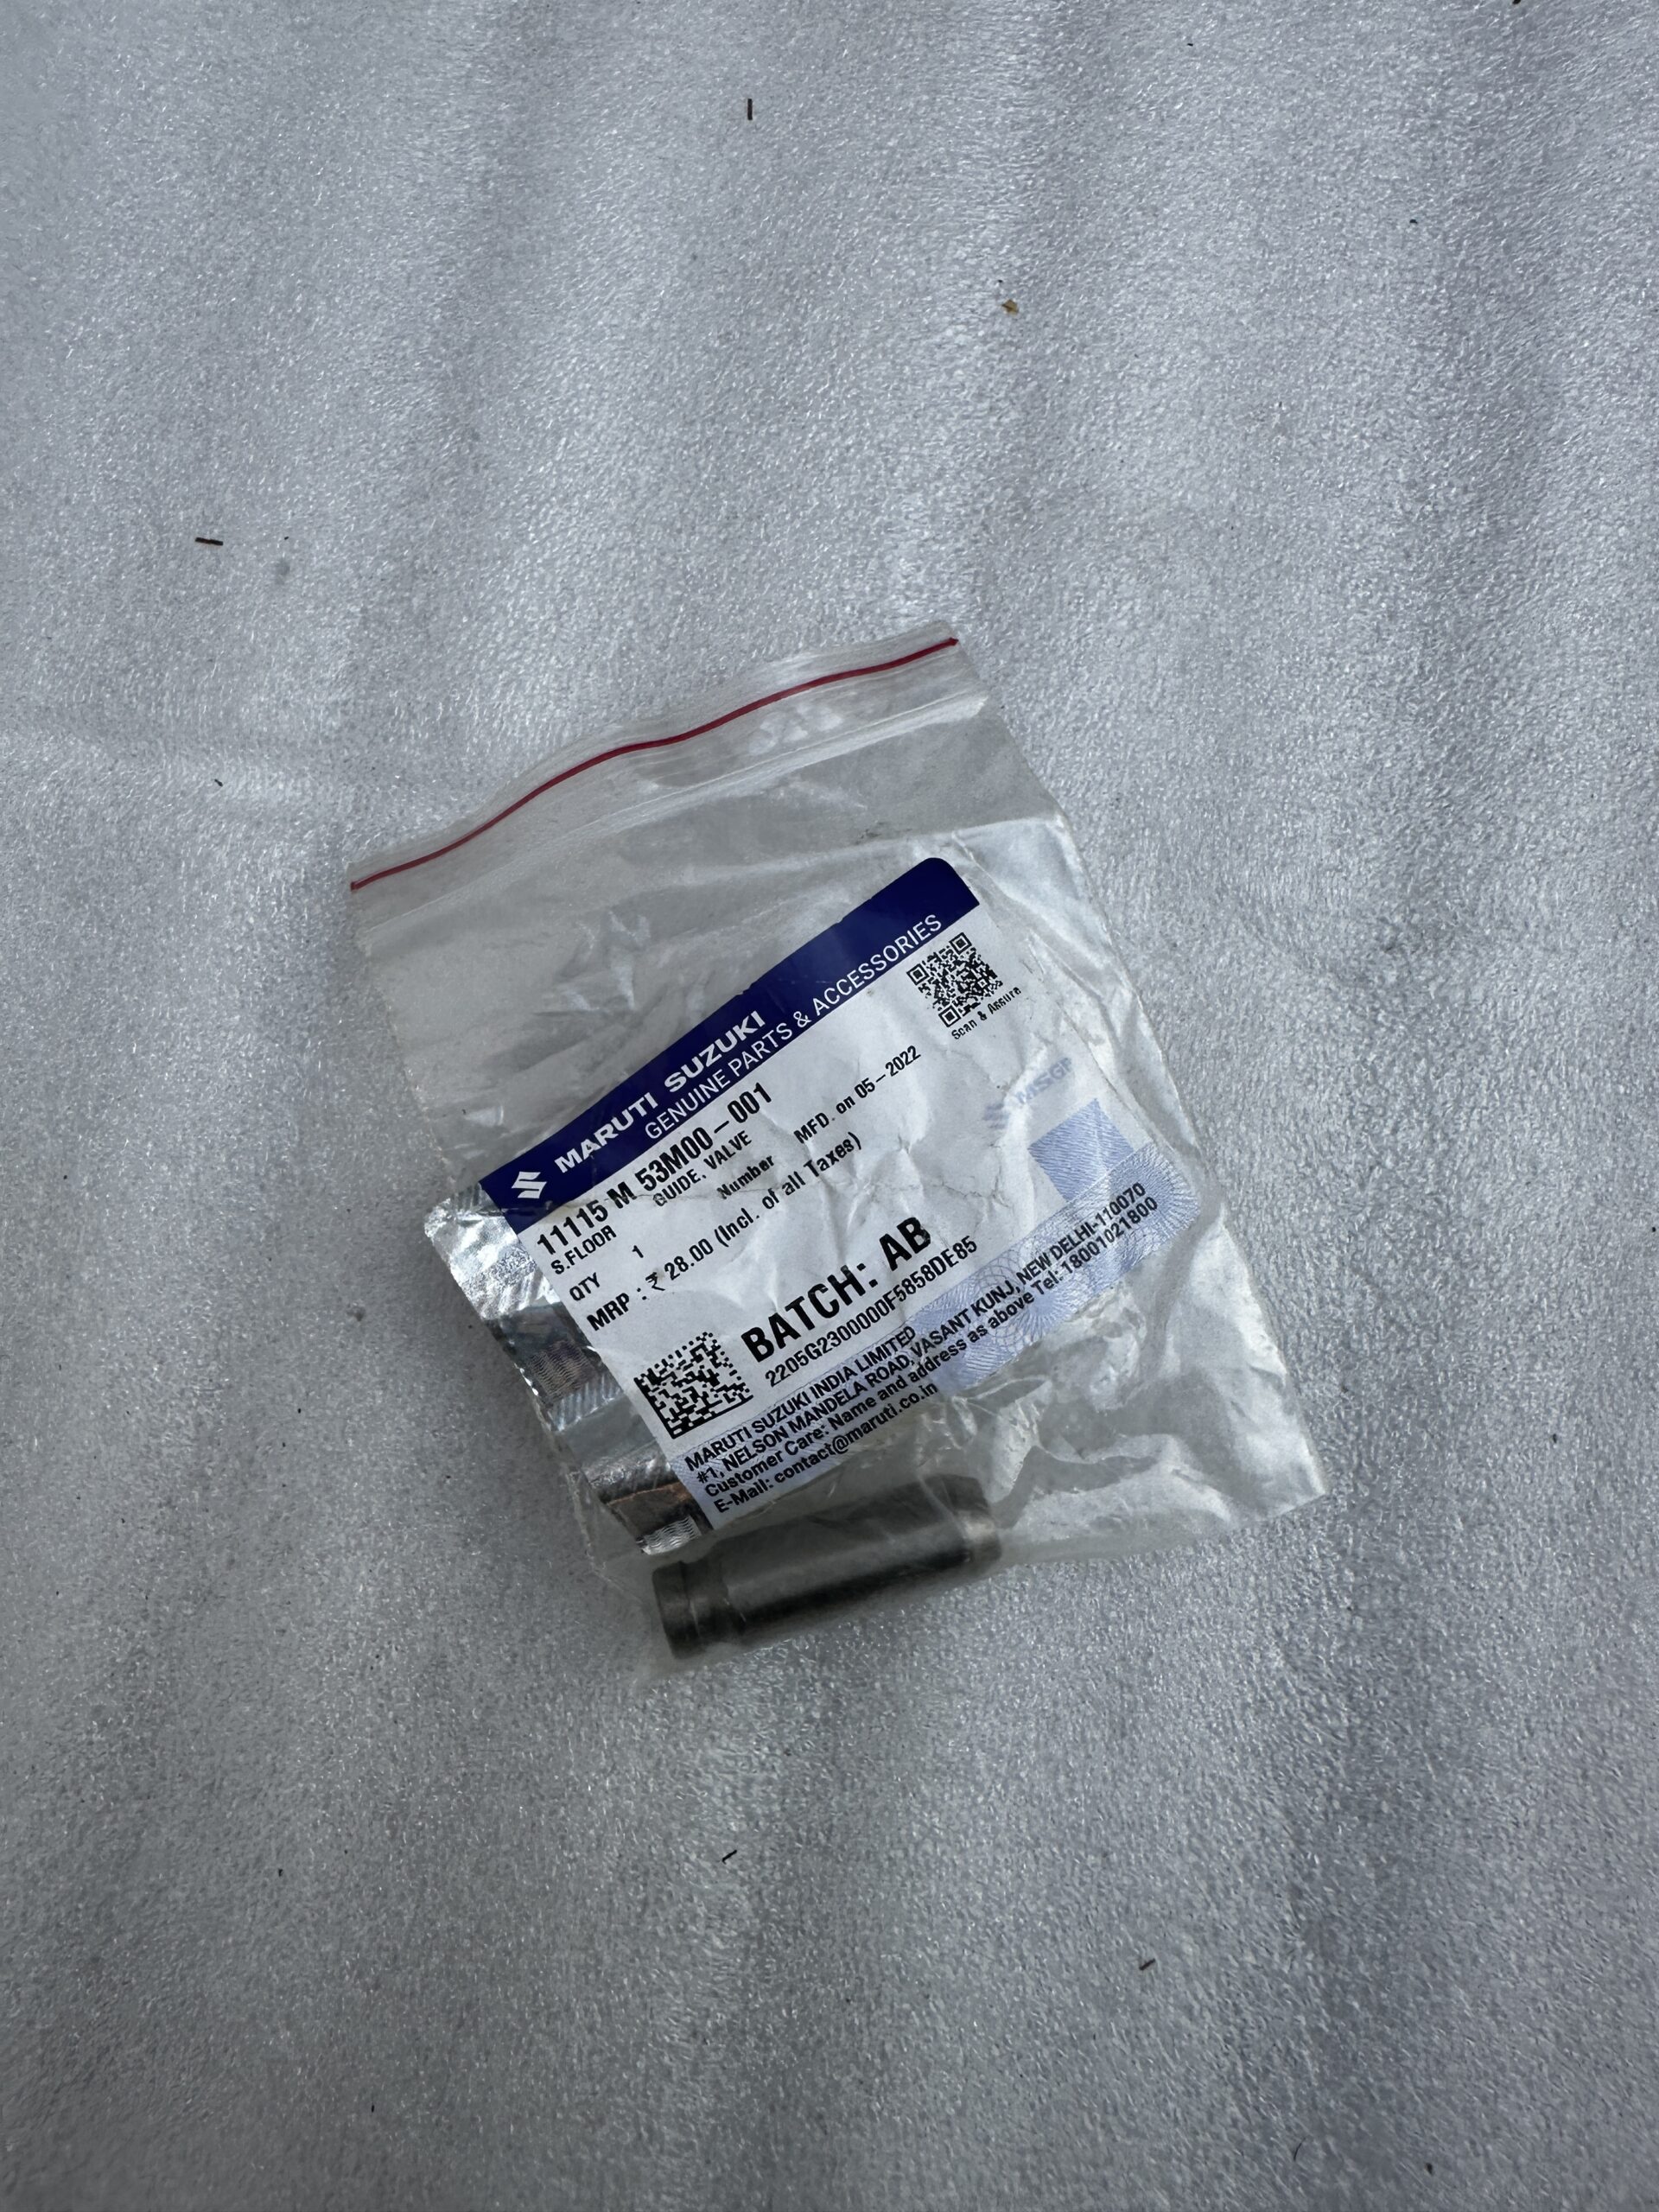 MARUTI SUZUKI
GENUINE PARTS & ACCESSORIES
11115 M 53M00-001
S.FLOOR GUIDE, VALVE
QTY 1 Number MFD. on 05-2022
MRP : ₹ 28.00 (Incl. of all Taxes)
Scan & Assure
MSGP
BATCH: AB
2205G2300000F5858DE85
MARUTI SUZUKI INDIA LIMITED
#1, NELSON MANDELA ROAD, VASANT KUNJ, NEW DELHI-110070
Customer Care: Name and address as above Tel: 18001021800
E-Mail: contact@maruti.co.in